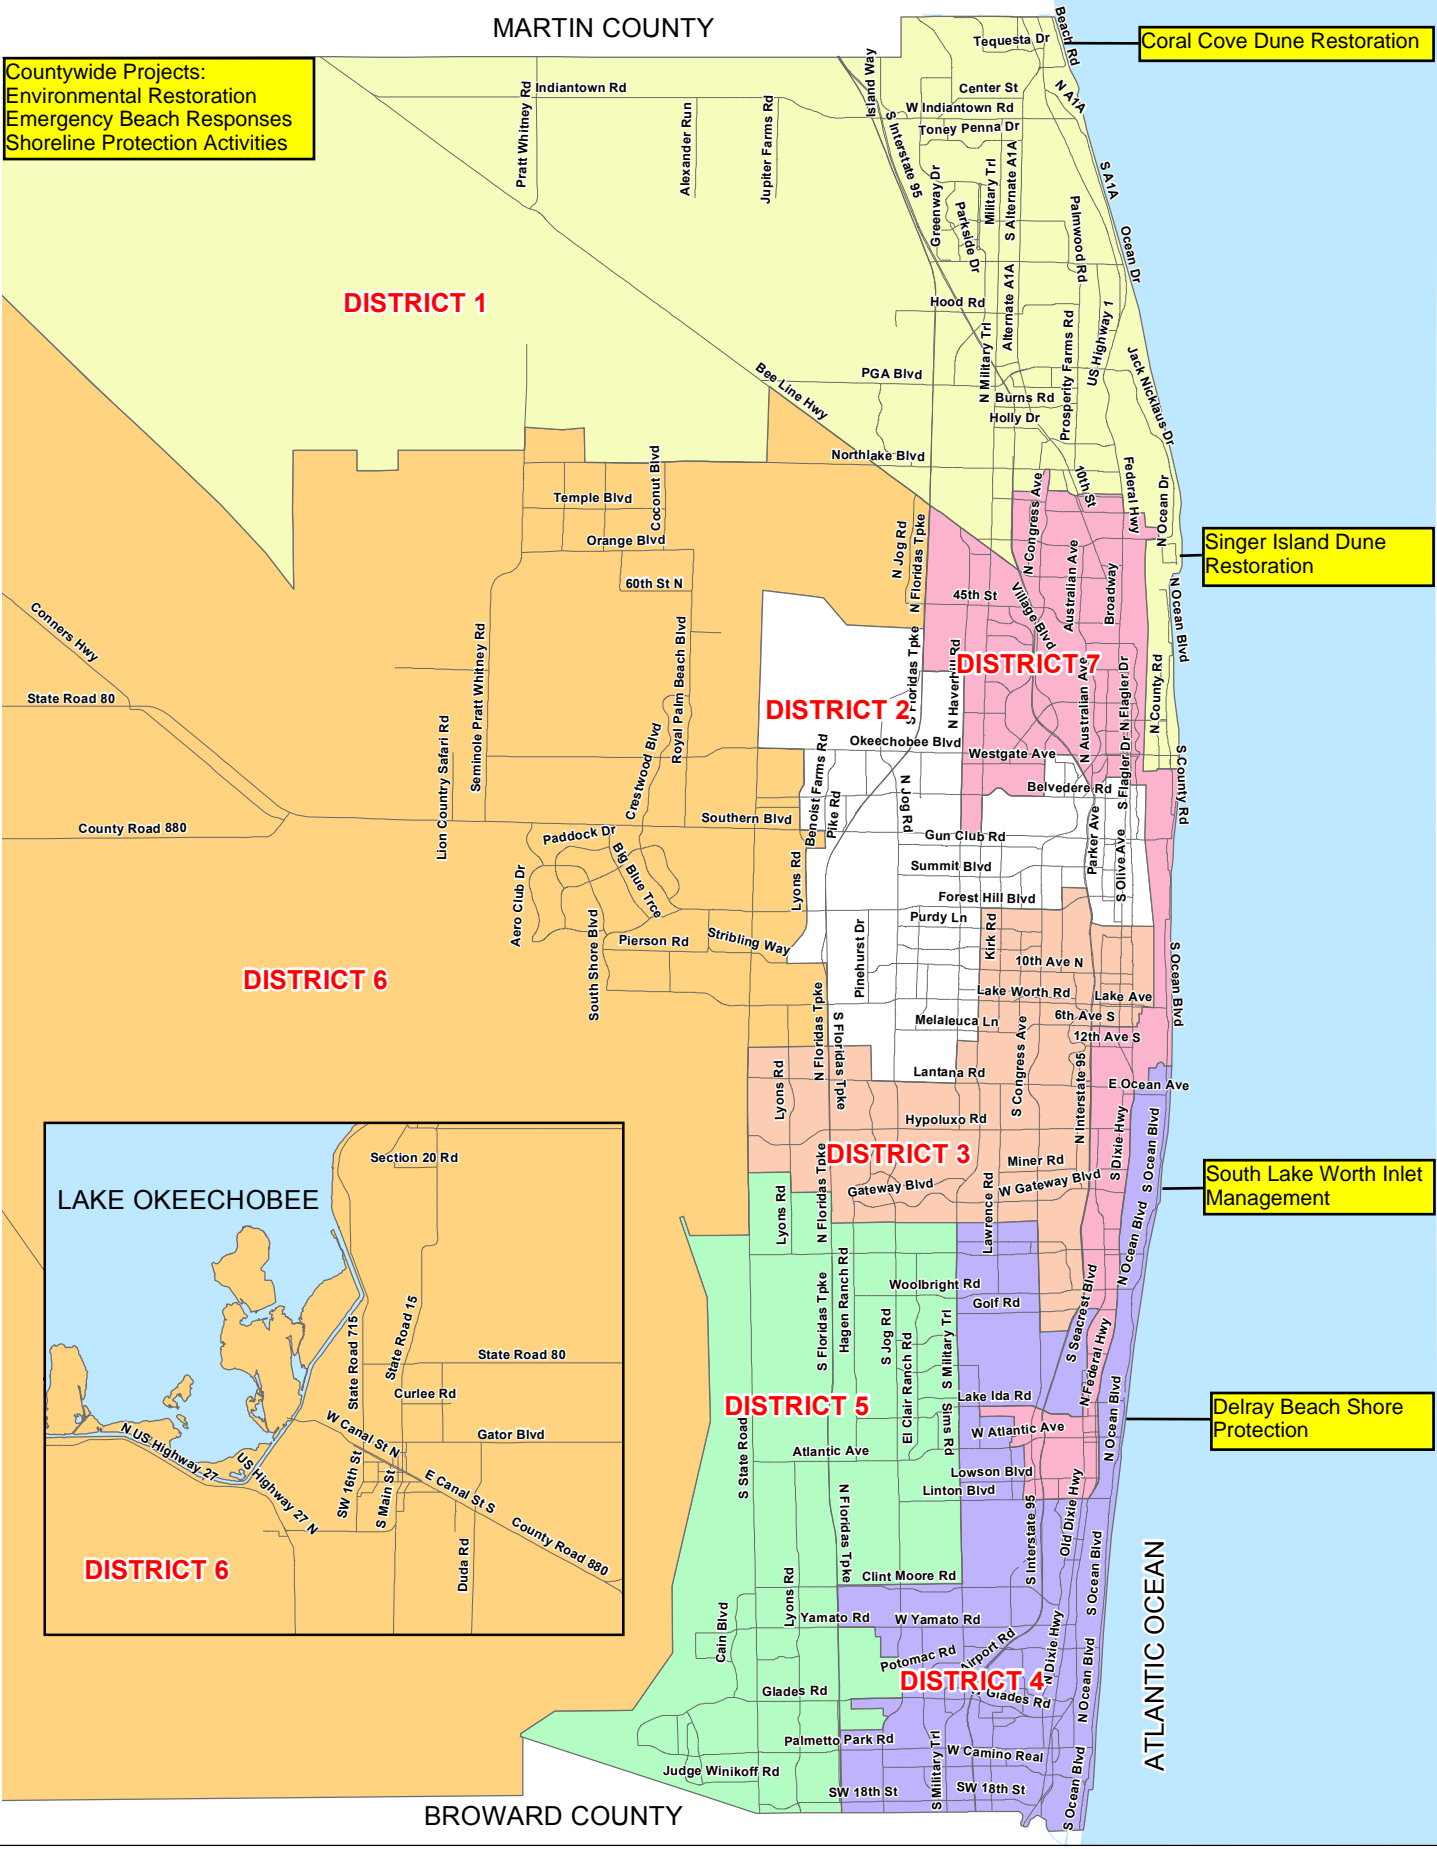 MARTIN COUNTY
Countywide Projects:
Environmental Restoration
Emergency Beach Responses
Shoreline Protection Activities
Coral Cove Dune Restoration
Beach Rd
Tequesta Dr
Island Way
Center St
N A1A
Indiantown Rd
Pratt Whitney Rd
Alexander Run
Jupiter Farms Rd
W Indiantown Rd
Toney Penna Dr
S Interstate 95
Greenway Dr
Parkside Dr
Military Trl
S Alternate A1A
S A1A
Palmwood Rd
Ocean Dr
DISTRICT 1
Hood Rd
N Military Trl
Alternate A1A
Prosperity Farms Rd
US Highway 1
Jack Nicklaus Dr
Bee Line Hwy
PGA Blvd
Burns Rd
Holly Dr
Northlake Blvd
Coconut Blvd
Temple Blvd
Orange Blvd
60th St N
N Jog Rd
N Floridas Tpke
N Congress Ave
10th St
Federal Hwy
N Ocean Dr
Singer Island Dune
Restoration
45th St
Village Blvd
Australian Ave
Broadway
N Ocean Blvd
Conners Hwy
State Road 80
Seminole Pratt Whitney Rd
Royal Palm Beach Blvd
S Floridas Tpke
N Haverhill Rd
DISTRICT 7
DISTRICT 2
N Australian Ave
N Flagler Dr
S Flagler Dr
N County Rd
S County Rd
Lion Country Safari Rd
Crestwood Blvd
Okeechobee Blvd
Westgate Ave
Belvedere Rd
Benoist Farms Rd
Pike Rd
N Jog Rd
County Road 880
Southern Blvd
Paddock Dr
Big Blue Trce
Gun Club Rd
Summit Blvd
Parker Ave
S Olive Ave
Forest Hill Blvd
Lyons Rd
Aero Club Dr
South Shore Blvd
Pierson Rd
Stribling Way
Purdy Ln
Pinehurst Dr
Kirk Rd
10th Ave N
DISTRICT 6
Lake Worth Rd
Lake Ave
6th Ave S
12th Ave S
Melaleuca Ln
S Ocean Blvd
N Floridas Tpke
S Floridas Tpke
Lantana Rd
S Congress Ave
N Interstate 95
E Ocean Ave
Lyons Rd
Hypoluxo Rd
S Dixie Hwy
S Ocean Blvd
DISTRICT 3
Miner Rd
Gateway Blvd
W Gateway Blvd
South Lake Worth Inlet
Management
Lyons Rd
N Floridas Tpke
Lawrence Rd
N Ocean Blvd
LAKE OKEECHOBEE
Section 20 Rd
State Road 715
State Road 15
State Road 80
Curlee Rd
Gator Blvd
W Canal St N
E Canal St S
N US Highway 27
US Highway 27 N
SW 16th St
S Main St
County Road 880
Duda Rd
DISTRICT 6
S Floridas Tpke
Hagen Ranch Rd
Woolbright Rd
Golf Rd
S Jog Rd
El Clair Ranch Rd
S Military Trl
Sims Rd
S Seacrest Blvd
N Federal Hwy
N Ocean Blvd
Lake Ida Rd
DISTRICT 5
S State Road
Atlantic Ave
W Atlantic Ave
Delray Beach Shore
Protection
Lowson Blvd
Linton Blvd
N Floridas Tpke
S Interstate 95
Old Dixie Hwy
S Ocean Blvd
Clint Moore Rd
Lyons Rd
Cain Blvd
Yamato Rd
W Yamato Rd
Potomac Rd
Airport Rd
N Dixie Hwy
N Ocean Blvd
DISTRICT 4
Glades Rd
W Glades Rd
Palmetto Park Rd
W Camino Real
S Military Trl
Judge Winikoff Rd
SW 18th St
SW 18th St
S Ocean Blvd
ATLANTIC OCEAN
BROWARD COUNTY